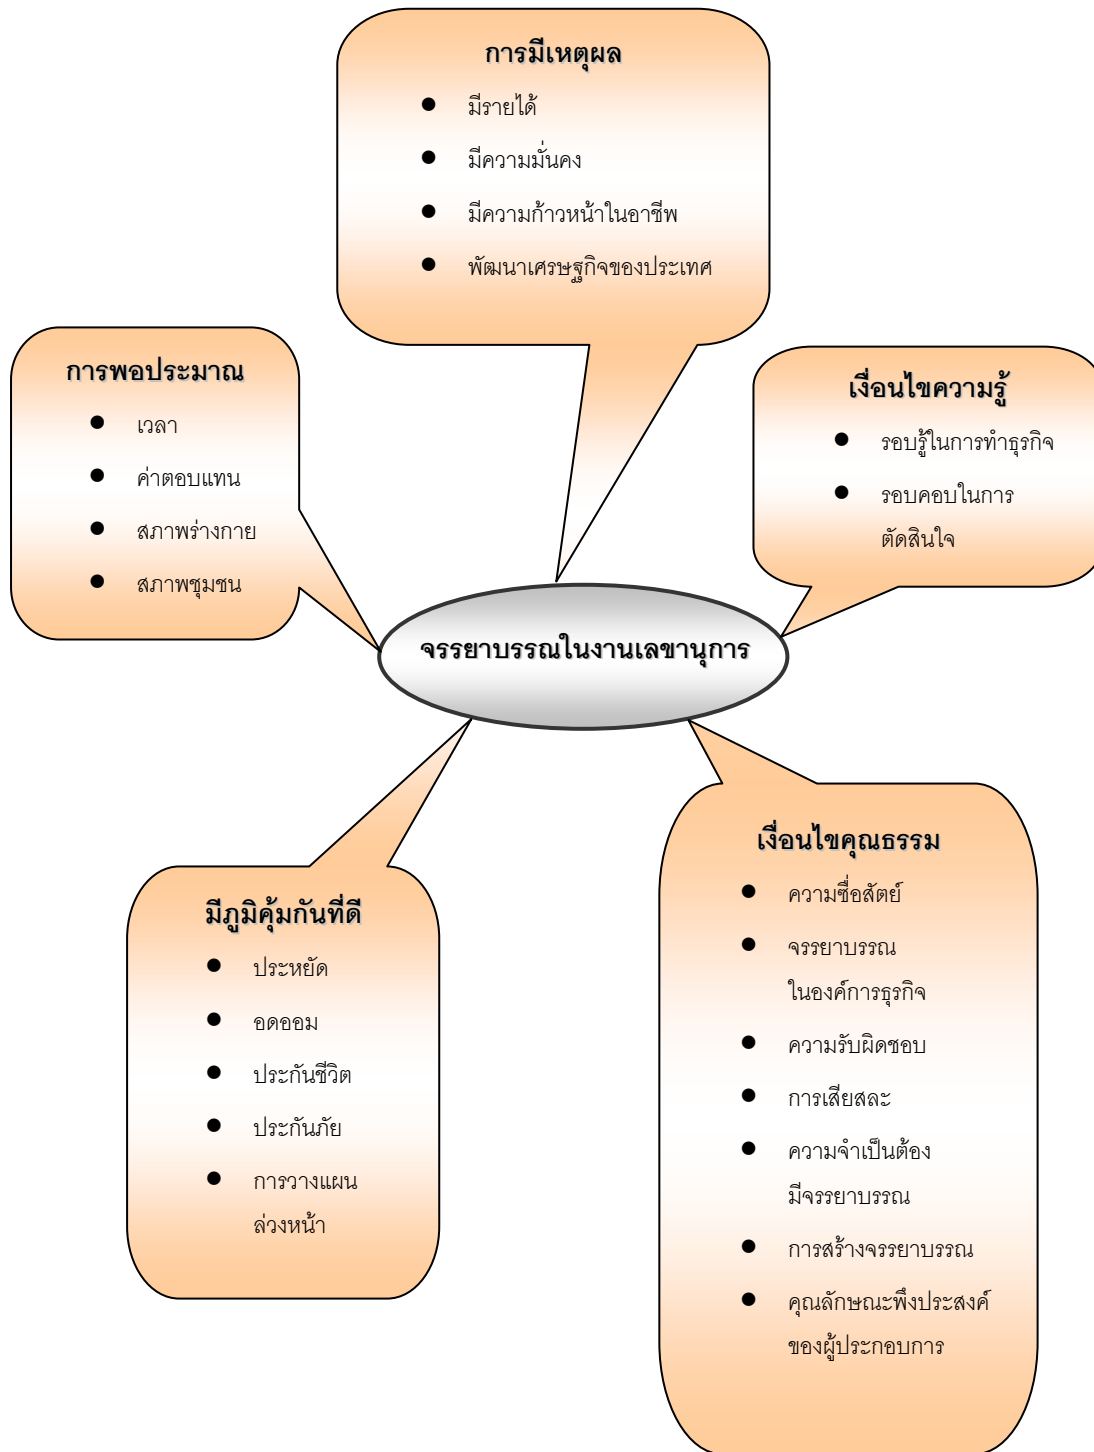 การมีเหตุผล
● มีรายได้
● มีความมั่นคง
● มีความก้าวหน้าในอาชีพ
● พัฒนาเศรษฐกิจของประเทศ
การพอประมาณ
● เวลา
● ค่าตอบแทน
● สภาพร่างกาย
● สภาพชุมชน
เงื่อนไขความรู้
● รอบรู้ในการทำธุรกิจ
● รอบคอบในการ
ตัดสินใจ
จรรยาบรรณในงานเลขานุการ
มีภูมิคุ้มกันที่ดี
● ประหยัด
● อดออม
● ประกันชีวิต
● ประกันภัย
● การวางแผน
ล่วงหน้า
เงื่อนไขคุณธรรม
● ความซื่อสัตย์
● จรรยาบรรณ
ในองค์การธุรกิจ
● ความรับผิดชอบ
● การเสียสละ
● ความจำเป็นต้อง
มีจรรยาบรรณ
● การสร้างจรรยาบรรณ
● คุณลักษณะพึงประสงค์
ของผู้ประกอบการ